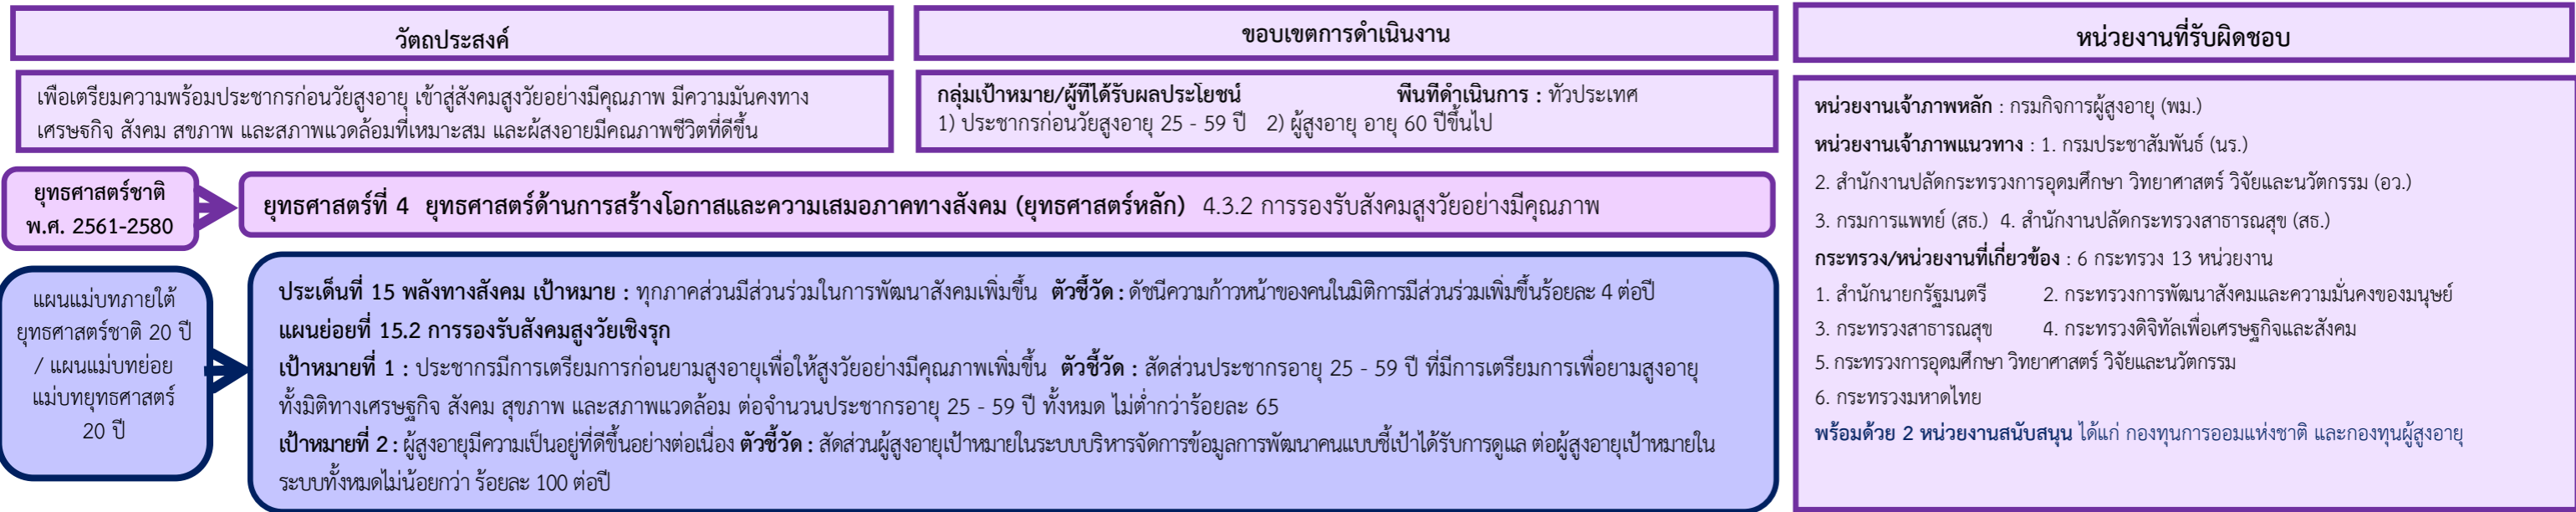 วัตถุประสงค์
เพื่อเตรียมความพร้อมประชากรก่อนวัยสูงอายุ เข้าสู่สังคมสูงวัยอย่างมีคุณภาพ มีความมั่นคงทาง
เศรษฐกิจ สังคม สุขภาพ และสภาพแวดล้อมที่เหมาะสม และผู้สูงอายุมีคุณภาพชีวิตที่ดีขึ้น
ขอบเขตการดำเนินงาน
กลุ่มเป้าหมาย/ผู้ที่ได้รับผลประโยชน์ พื้นที่ดำเนินการ : ทั่วประเทศ
1) ประชากรก่อนวัยสูงอายุ 25 - 59 ปี 2) ผู้สูงอายุ อายุ 60 ปีขึ้นไป
ยุทธศาสตร์ชาติ
พ.ศ. 2561-2580
ยุทธศาสตร์ที่ 4 ยุทธศาสตร์ด้านการสร้างโอกาสและความเสมอภาคทางสังคม (ยุทธศาสตร์หลัก) 4.3.2 การรองรับสังคมสูงวัยอย่างมีคุณภาพ
แผนแม่บทภายใต้
ยุทธศาสตร์ชาติ 20 ปี
/ แผนแม่บทย่อย
แม่บทยุทธศาสตร์
20 ปี
ประเด็นที่ 15 พลังทางสังคม เป้าหมาย : ทุกภาคส่วนมีส่วนร่วมในการพัฒนาสังคมเพิ่มขึ้น ตัวชี้วัด : ดัชนีความก้าวหน้าของคนในมิติการมีส่วนร่วมเพิ่มขึ้นร้อยละ 4 ต่อปี
แผนย่อยที่ 15.2 การรองรับสังคมสูงวัยเชิงรุก
เป้าหมายที่ 1 : ประชากรมีการเตรียมการก่อนยามสูงอายุเพื่อให้สูงวัยอย่างมีคุณภาพเพิ่มขึ้น ตัวชี้วัด : สัดส่วนประชากรอายุ 25 - 59 ปี ที่มีการเตรียมการเพื่อยามสูงอายุ
ทั้งมิติทางเศรษฐกิจ สังคม สุขภาพ และสภาพแวดล้อม ต่อจำนวนประชากรอายุ 25 - 59 ปี ทั้งหมด ไม่ต่ำกว่าร้อยละ 65
เป้าหมายที่ 2 : ผู้สูงอายุมีความเป็นอยู่ที่ดีขึ้นอย่างต่อเนื่อง ตัวชี้วัด : สัดส่วนผู้สูงอายุเป้าหมายในระบบบริหารจัดการข้อมูลการพัฒนาคนแบบชี้เป้าได้รับการดูแล ต่อผู้สูงอายุเป้าหมายใน
ระบบทั้งหมดไม่น้อยกว่า ร้อยละ 100 ต่อปี
หน่วยงานที่รับผิดชอบ
หน่วยงานเจ้าภาพหลัก : กรมกิจการผู้สูงอายุ (พม.)
หน่วยงานเจ้าภาพแนวทาง : 1. กรมประชาสัมพันธ์ (นร.)
2. สำนักงานปลัดกระทรวงการอุดมศึกษา วิทยาศาสตร์ วิจัยและนวัตกรรม (อว.)
3. กรมการแพทย์ (สธ.) 4. สำนักงานปลัดกระทรวงสาธารณสุข (สธ.)
กระทรวง/หน่วยงานที่เกี่ยวข้อง : 6 กระทรวง 13 หน่วยงาน
1. สำนักนายกรัฐมนตรี 2. กระทรวงการพัฒนาสังคมและความมั่นคงของมนุษย์
3. กระทรวงสาธารณสุข 4. กระทรวงดิจิทัลเพื่อเศรษฐกิจและสังคม
5. กระทรวงการอุดมศึกษา วิทยาศาสตร์ วิจัยและนวัตกรรม
6. กระทรวงมหาดไทย
พร้อมด้วย 2 หน่วยงานสนับสนุน ได้แก่ กองทุนการออมแห่งชาติ และกองทุนผู้สูงอายุ